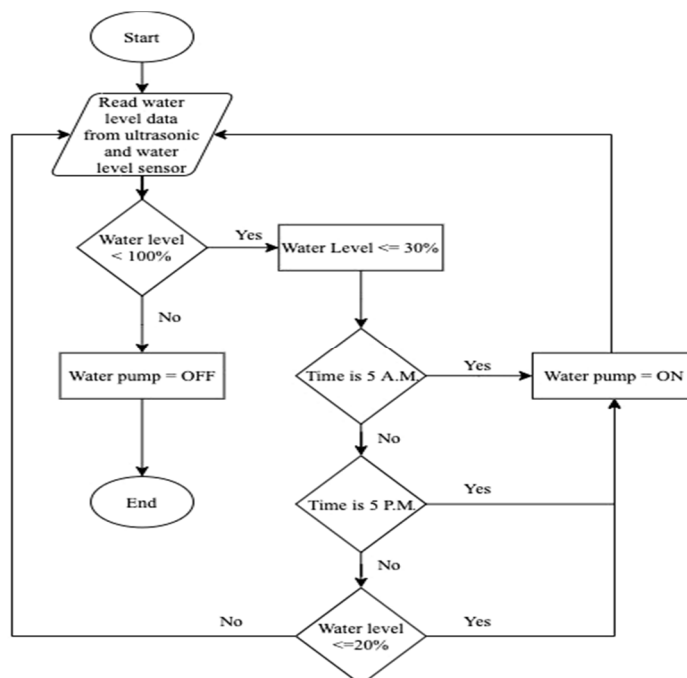 Start
Read water
level data
from ultrasonic
and water
level sensor
Water level
< 100%
Yes
Water Level <= 30%
No
Water pump = OFF
Time is 5 A.M.
Yes
Water pump = ON
No
End
Time is 5 P.M.
Yes
No
No
Water level
<=20%
Yes